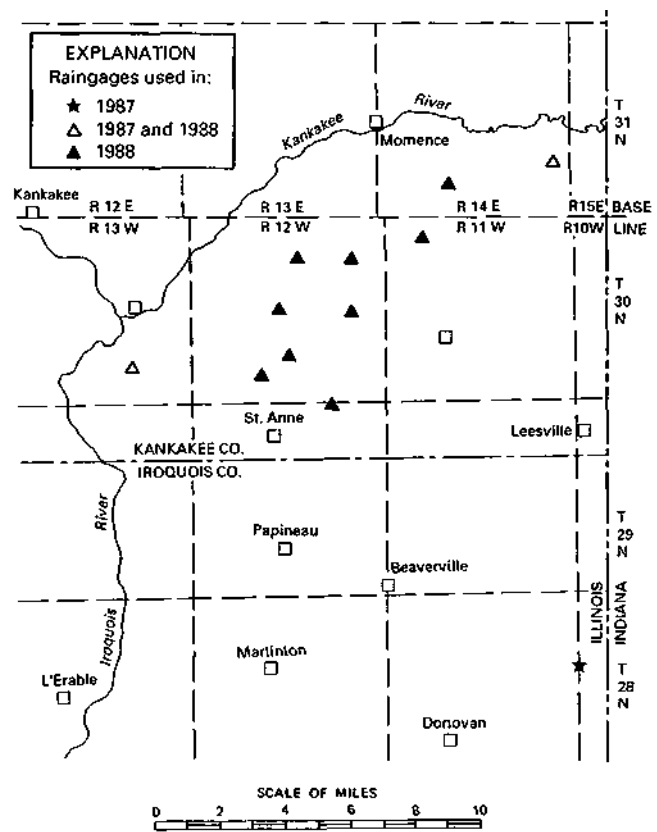 EXPLANATION
Raingages used in:
1987
1987 and 1988
1988
River
Kankakee
Momence
T
31
N
Kankakee
R 12 E
R 13 E
R 14 E
R15E
BASE
R 13 W
R 12 W
R 11 W
R10W
LINE
T
30
N
St. Anne
Leesville
KANKAKEE CO.
IROQUOIS CO.
River
Iroquois
Papineau
T
29
N
Beaverville
ILLINOIS
INDIANA
Martinton
T
28
N
L'Erable
Donovan
SCALE OF MILES
0 2 4 6 8 10